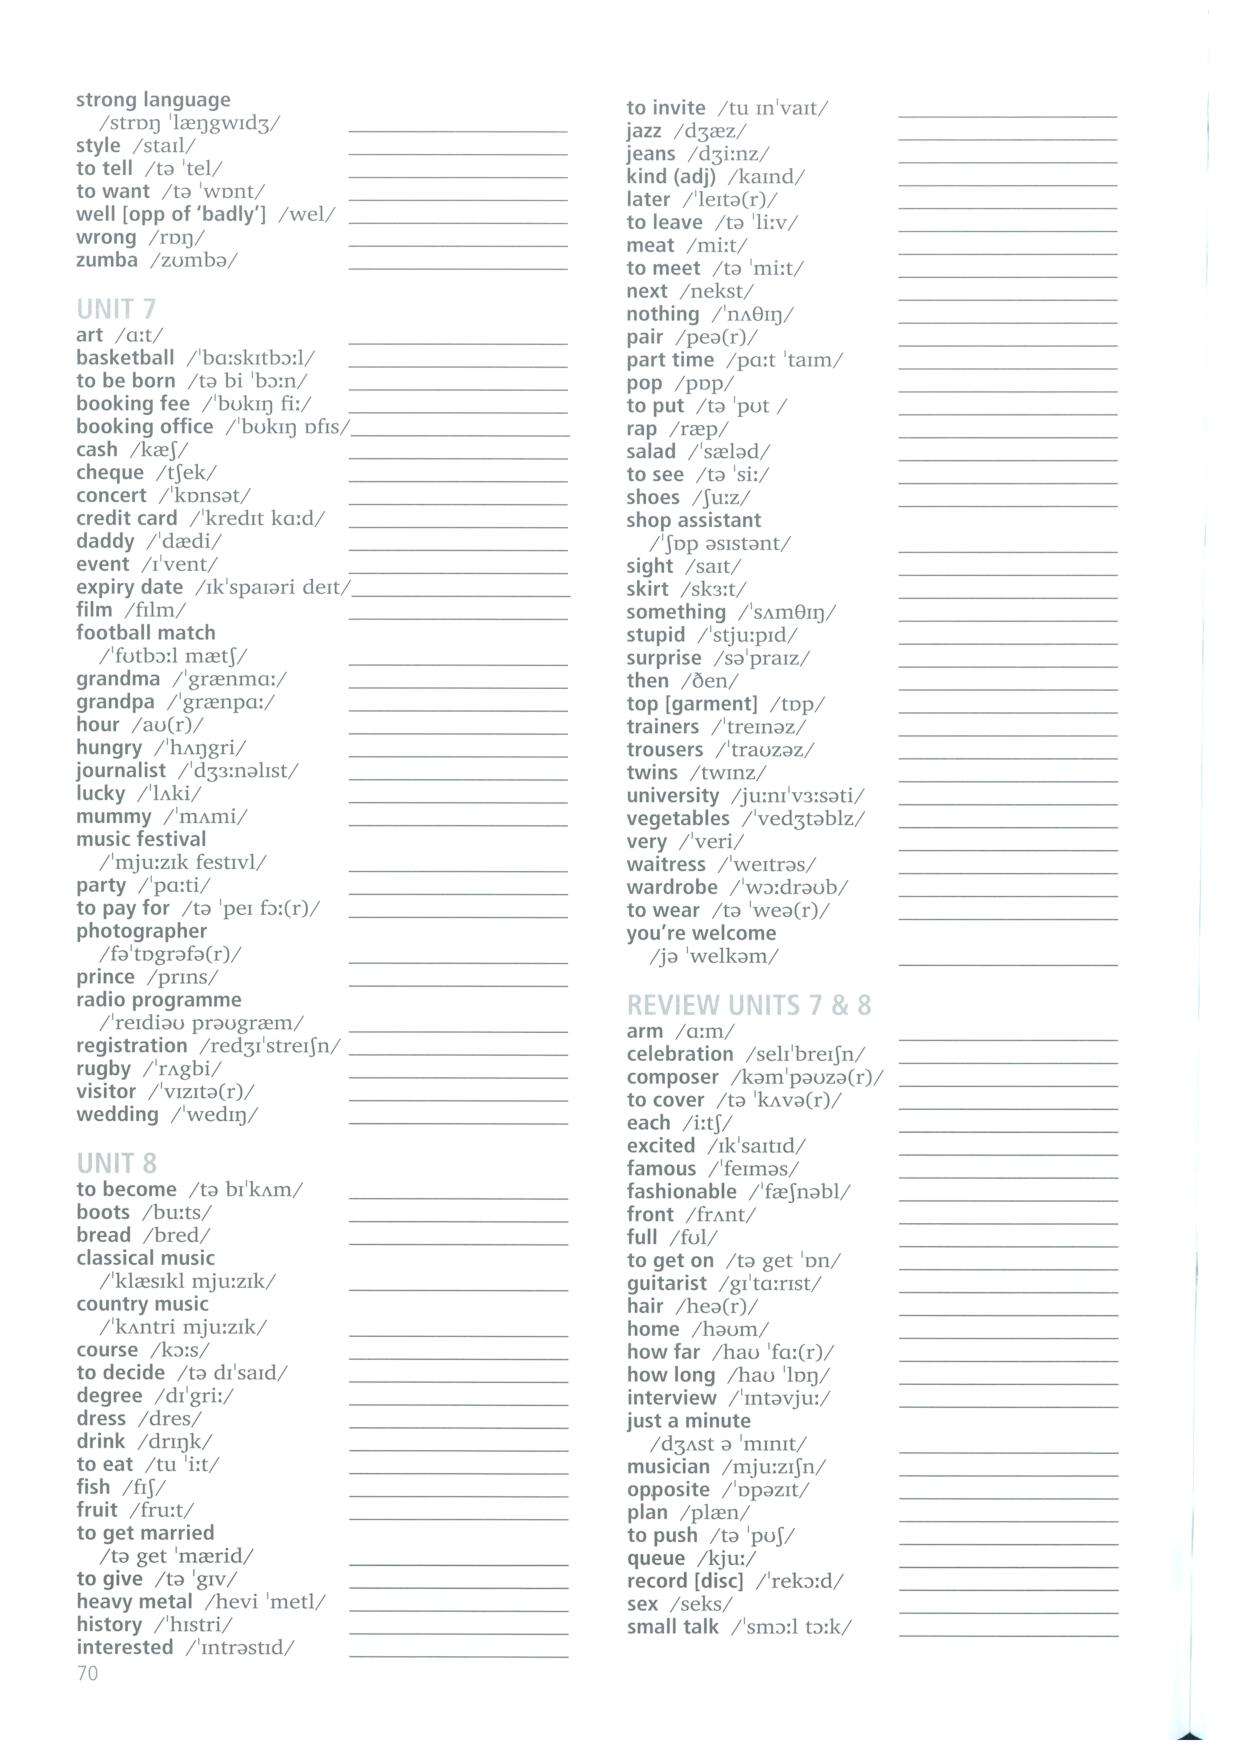 strong language
/strɒŋ ˈlæŋgwɪdʒ/
style /staɪl/
to tell /tə ˈtel/
to want /tə ˈwɒnt/
well [opp of ‘badly’] /wel/
wrong /rɒŋ/
zumba /zʊmbə/
UNIT 7
art /ɑːt/
basketball /ˈbɑːskɪtbɔːl/
to be born /tə bi ˈbɔːn/
booking fee /ˈbʊkɪŋ fiː/
booking office /ˈbʊkɪŋ ɒfɪs/
cash /kæʃ/
cheque /tʃek/
concert /ˈkɒnsət/
credit card /ˈkredɪt kɑːd/
daddy /ˈdædi/
event /ɪˈvent/
expiry date /ɪkˈspaɪəri deɪt/
film /fɪlm/
football match
/ˈfʊtbɔːl mætʃ/
grandma /ˈgrænmɑː/
grandpa /ˈgrænpɑː/
hour /aʊ(r)/
hungry /ˈhʌŋgri/
journalist /ˈdʒɜːnəlɪst/
lucky /ˈlʌki/
mummy /ˈmʌmi/
music festival
/ˈmjuːzɪk festɪvl/
party /ˈpɑːti/
to pay for /tə ˈpeɪ fɔː(r)/
photographer
/fəˈtɒgrəfə(r)/
prince /prɪns/
radio programme
/ˈreɪdiəʊ prəʊgræm/
registration /redʒɪˈstreɪʃn/
rugby /ˈrʌgbi/
visitor /ˈvɪzɪtə(r)/
wedding /ˈwedɪŋ/
UNIT 8
to become /tə bɪˈkʌm/
boots /buːts/
bread /bred/
classical music
/ˈklæsɪkl mjuːzɪk/
country music
/ˈkʌntri mjuːzɪk/
course /kɔːs/
to decide /tə dɪˈsaɪd/
degree /dɪˈgriː/
dress /dres/
drink /drɪŋk/
to eat /tu ˈiːt/
fish /fɪʃ/
fruit /fruːt/
to get married
/tə get ˈmærid/
to give /tə ˈgɪv/
heavy metal /hevi ˈmetl/
history /ˈhɪstri/
interested /ˈɪntrəstɪd/
70
to invite /tu ɪnˈvaɪt/
jazz /dʒæz/
jeans /dʒiːnz/
kind (adj) /kaɪnd/
later /ˈleɪtə(r)/
to leave /tə ˈliːv/
meat /miːt/
to meet /tə ˈmiːt/
next /nekst/
nothing /ˈnʌθɪŋ/
pair /peə(r)/
part time /pɑːt ˈtaɪm/
pop /pɒp/
to put /tə ˈpʊt /
rap /ræp/
salad /ˈsæləd/
to see /tə ˈsiː/
shoes /ʃuːz/
shop assistant
/ˈʃɒp əsɪstənt/
sight /saɪt/
skirt /skɜːt/
something /ˈsʌmθɪŋ/
stupid /ˈstjuːpɪd/
surprise /səˈpraɪz/
then /ðen/
top [garment] /tɒp/
trainers /ˈtreɪnəz/
trousers /ˈtraʊzəz/
twins /twɪnz/
university /juːnɪˈvɜːsəti/
vegetables /ˈvedʒtəblz/
very /ˈveri/
waitress /ˈweɪtrəs/
wardrobe /ˈwɔːdrəʊb/
to wear /tə ˈweə(r)/
you’re welcome
/jə ˈwelkəm/
REVIEW UNITS 7 & 8
arm /ɑːm/
celebration /selɪˈbreɪʃn/
composer /kəmˈpəʊzə(r)/
to cover /tə ˈkʌvə(r)/
each /iːtʃ/
excited /ɪkˈsaɪtɪd/
famous /ˈfeɪməs/
fashionable /ˈfæʃnəbl/
front /frʌnt/
full /fʊl/
to get on /tə get ˈɒn/
guitarist /gɪˈtɑːrɪst/
hair /heə(r)/
home /həʊm/
how far /haʊ ˈfɑː(r)/
how long /haʊ ˈlɒŋ/
interview /ˈɪntəvjuː/
just a minute
/dʒʌst ə ˈmɪnɪt/
musician /mjuːzɪʃn/
opposite /ˈɒpəzɪt/
plan /plæn/
to push /tə ˈpʊʃ/
queue /kjuː/
record [disc] /ˈrekɔːd/
sex /seks/
small talk /ˈsmɔːl tɔːk/